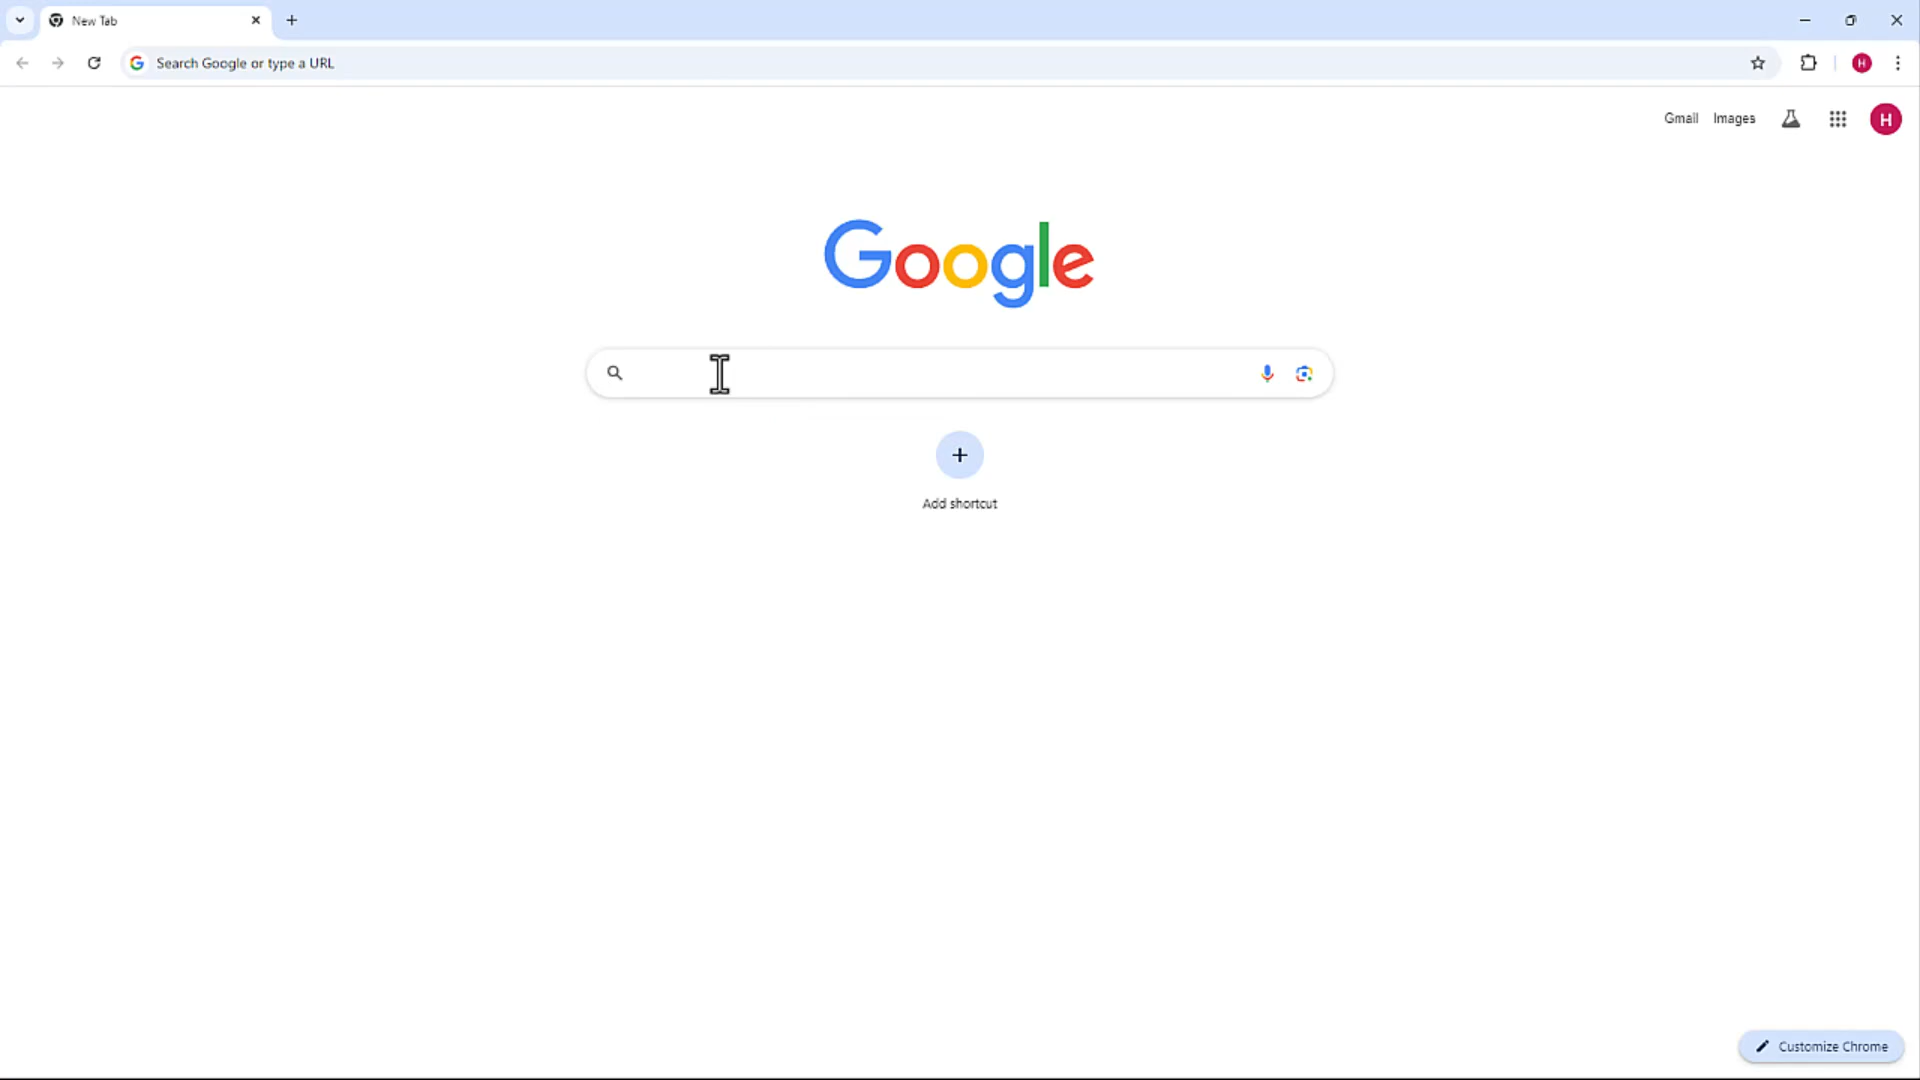 New Tab
Search Google or type a URL
H
Gmail Images H
Google
Add shortcut
Customize Chrome